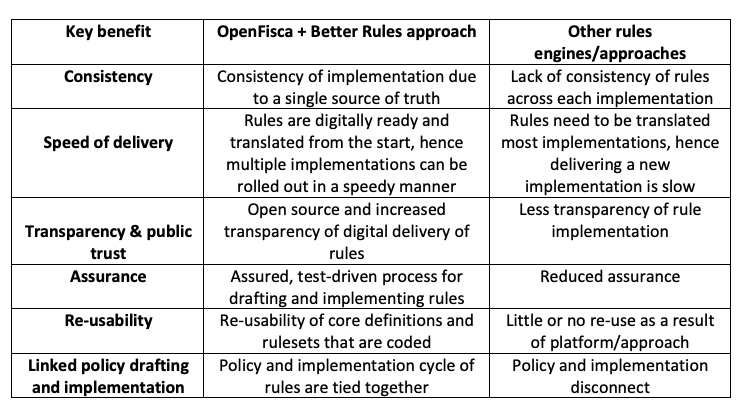 Key benefit
OpenFisca + Better Rules approach
Other rules
engines/approaches
Consistency
Consistency of implementation due
to a single source of truth
Lack of consistency of rules
across each implementation
Speed of delivery
Rules are digitally ready and
translated from the start, hence
multiple implementations can be
rolled out in a speedy manner
Rules need to be translated
most implementations, hence
delivering a new
implementation is slow
Transparency & public
trust
Open source and increased
transparency of digital delivery of
rules
Less transparency of rule
implementation
Assurance
Assured, test-driven process for
drafting and implementing rules
Reduced assurance
Re-usability
Re-usability of core definitions and
rulesets that are coded
Little or no re-use as a result
of platform/approach
Linked policy drafting
and implementation
Policy and implementation cycle of
rules are tied together
Policy and implementation
disconnect